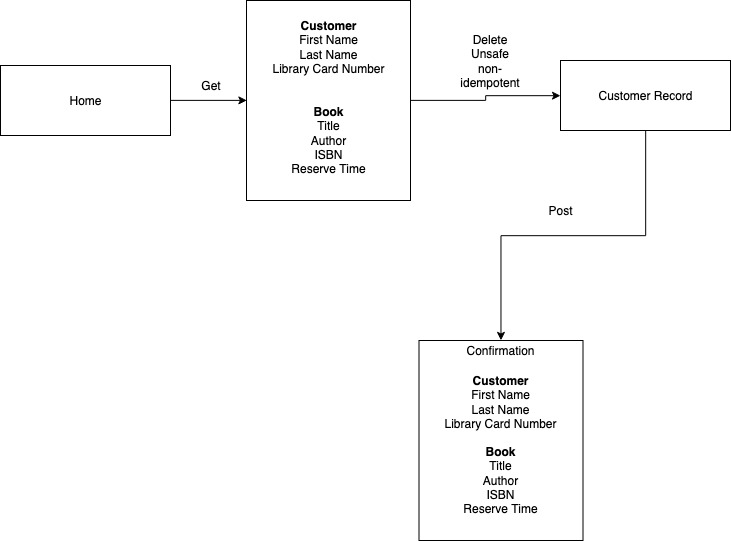 Home
Get
Customer
First Name
Last Name
Library Card Number
Book
Title
Author
ISBN
Reserve Time
Delete
Unsafe
non-
idempotent
Customer Record
Post
Confirmation
Customer
First Name
Last Name
Library Card Number
Book
Title
Author
ISBN
Reserve Time